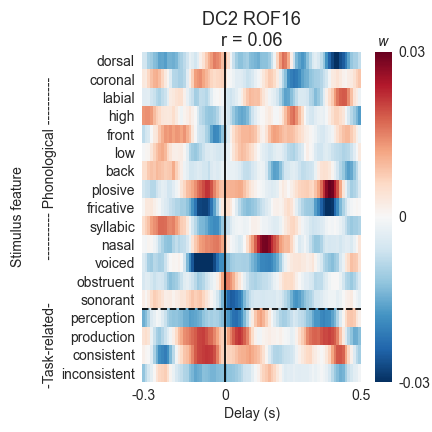 DC2 ROF16
r = 0.06
w
0.03
0
-0.03
Stimulus feature
---------- Phonological ----------
-Task-related-
dorsal
coronal
labial
high
front
low
back
plosive
fricative
syllabic
nasal
voiced
obstruent
sonorant
perception
production
consistent
inconsistent
-0.3
0
0.5
Delay (s)